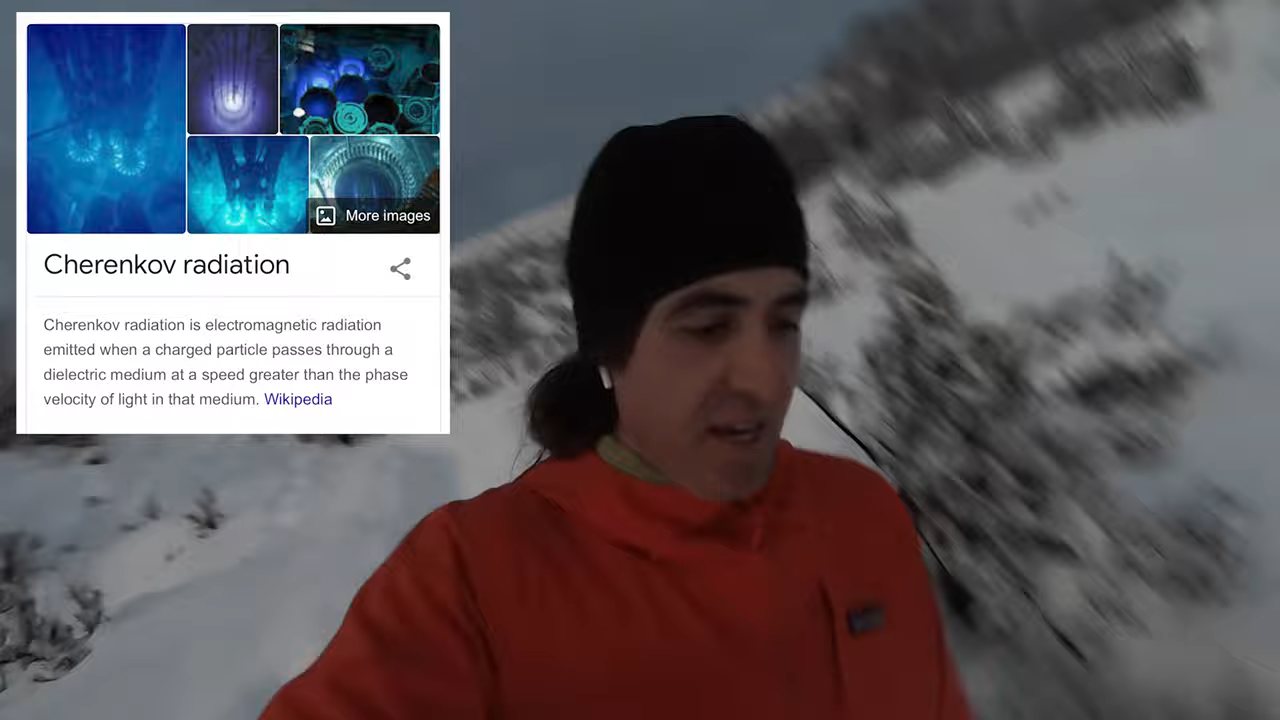 More images
Cherenkov radiation
Cherenkov radiation is electromagnetic radiation
emitted when a charged particle passes through a
dielectric medium at a speed greater than the phase
velocity of light in that medium. Wikipedia